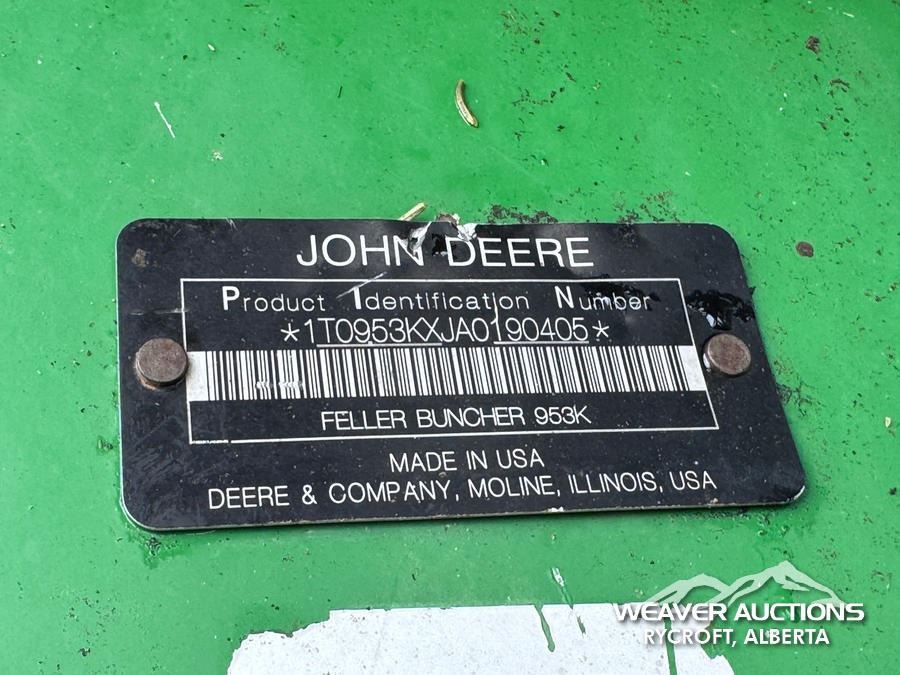 JOHN DEERE
Product Identification Number
*1T0953KXJA0190405*
FELLER BUNCHER 953K
MADE IN USA
DEERE & COMPANY, MOLINE, ILLINOIS, USA
WEAVER AUCTIONS
RYCROFT, ALBERTA